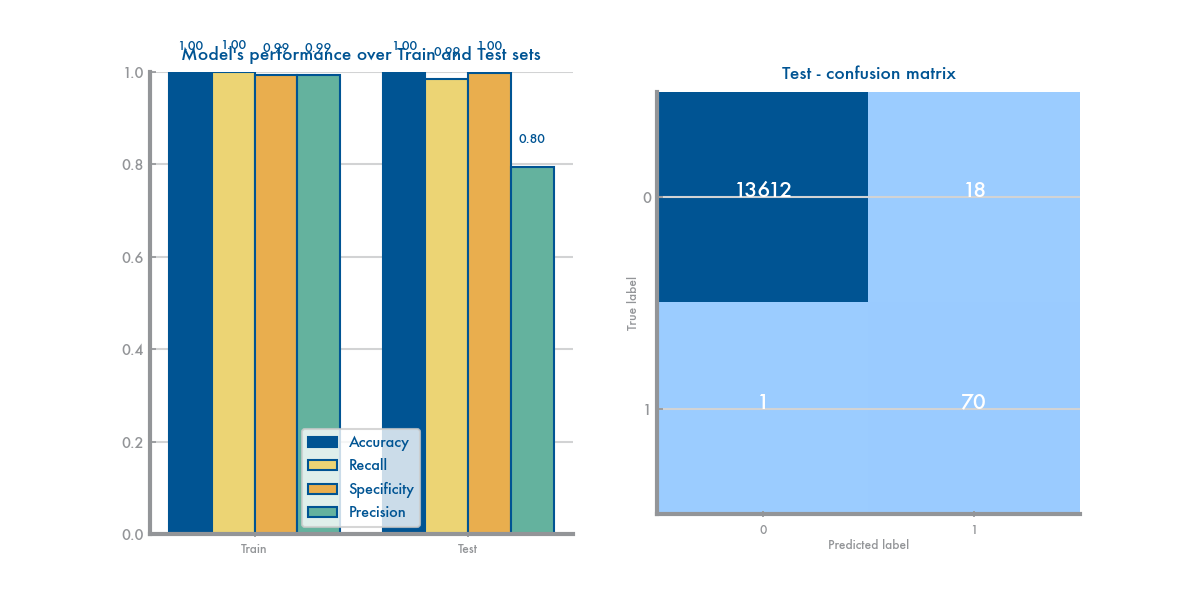 1.00 1.00 0.99 0.99 1.00 0.99 1.00
Model's performance over Train and Test sets
1.0
0.80
0.8
0.6
0.4
0.2
0.0
Accuracy
Recall
Specificity
Precision
Train Test
Test - confusion matrix
13612 18
0
1 70
1
True label
0 1
Predicted label